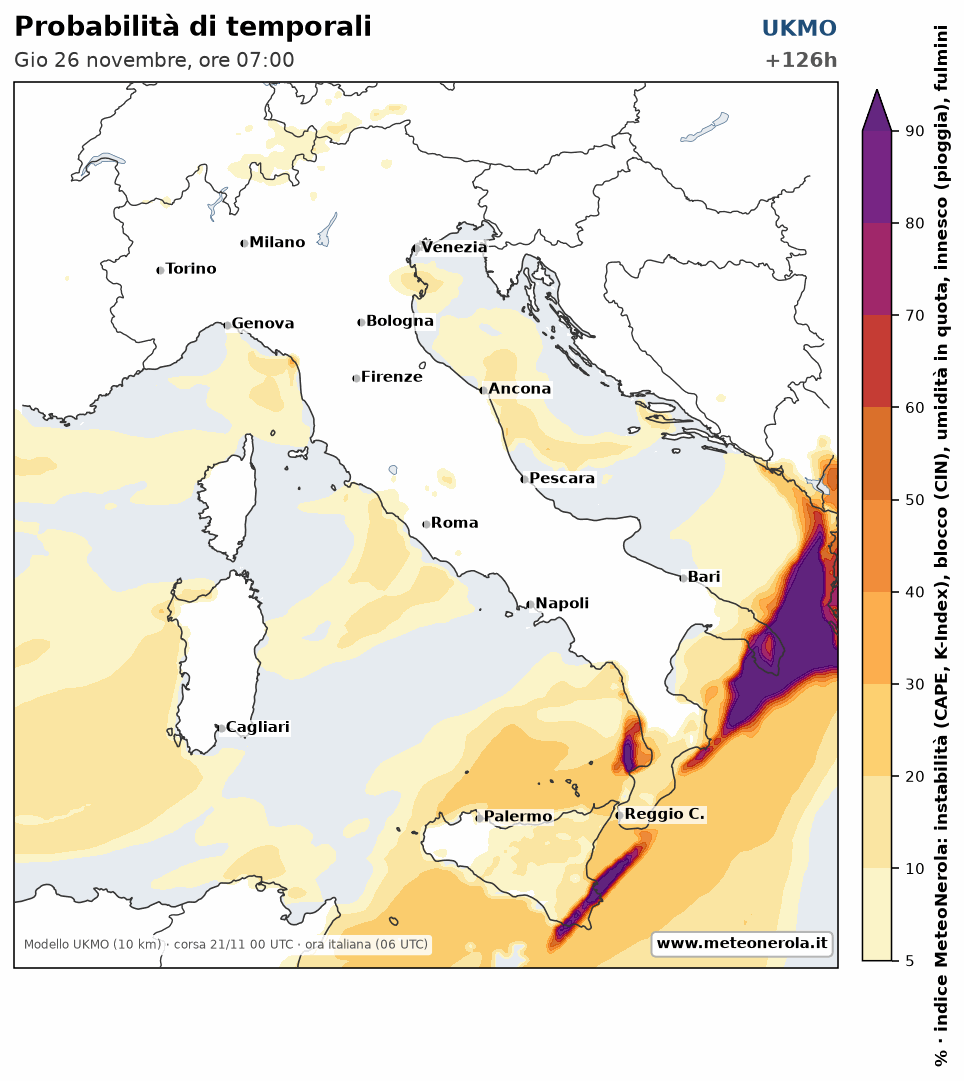 Probabilità di temporali
UKMO
Gio 26 novembre, ore 07:00
+126h
Milano
Venezia
Torino
Genova
Bologna
Firenze
Ancona
Pescara
Roma
Bari
Napoli
Cagliari
Palermo
Reggio C.
Modello UKMO (10 km) · corsa 21/11 00 UTC · ora italiana (06 UTC)
www.meteonerola.it
90
80
70
60
50
40
30
20
10
5
% · indice MeteoNerola: instabilità (CAPE, K-Index), blocco (CIN), umidità in quota, innesco (pioggia), fulmini